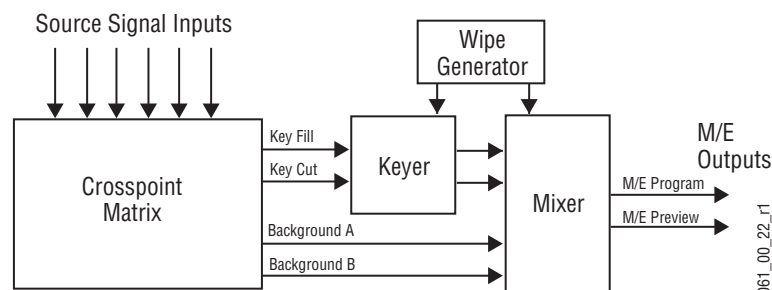 Source Signal Inputs
Wipe
Generator
Key Fill
Key Cut
Keyer
Crosspoint
Matrix
Background A
Background B
Mixer
M/E
Outputs
M/E Program
M/E Preview
061_00_22_r1